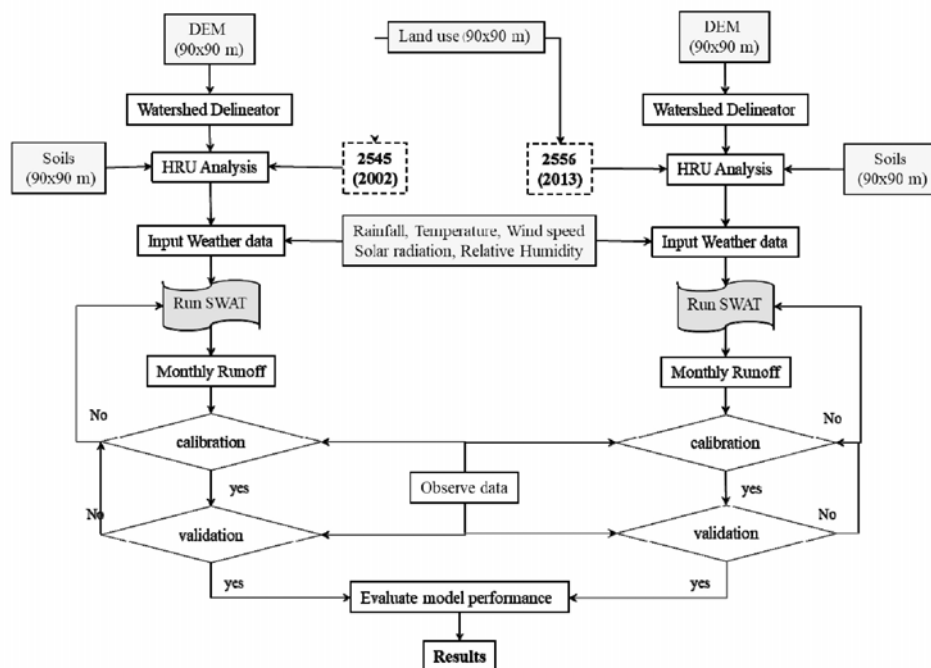 DEM
(90x90 m)
Land use (90x90 m)
DEM
(90x90 m)
Watershed Delineator
Watershed Delineator
Soils
(90x90 m)
HRU Analysis
2545
(2002)
2556
(2013)
HRU Analysis
Soils
(90x90 m)
Input Weather data
Rainfall, Temperature, Wind speed
Solar radiation, Relative Humidity
Input Weather data
Run SWAT
Run SWAT
Monthly Runoff
Monthly Runoff
No
calibration
calibration
No
yes
Observe data
yes
No
validation
validation
No
yes
yes
Evaluate model performance
Results